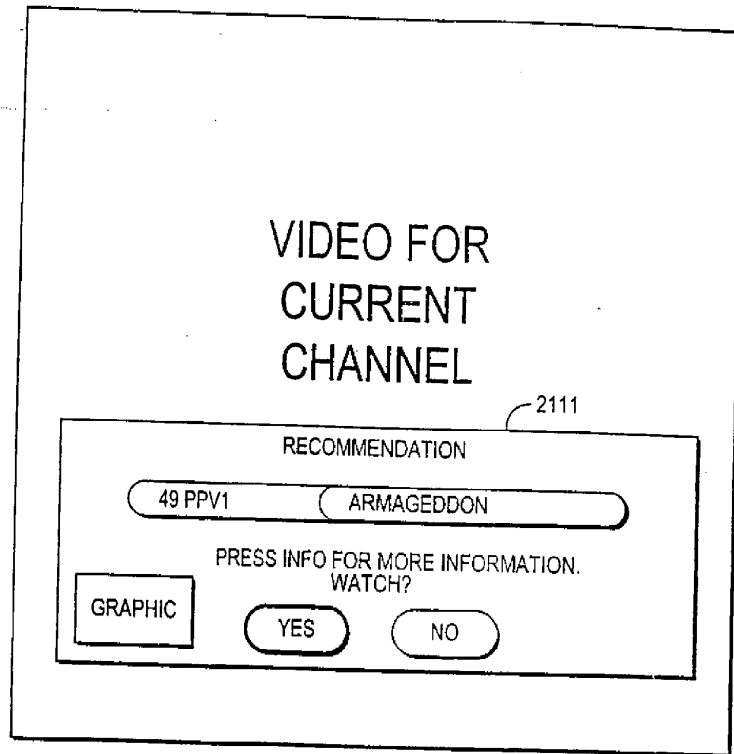 VIDEO FOR
CURRENT
CHANNEL
2111
RECOMMENDATION
49 PPV1 ARMAGEDDON
PRESS INFO FOR MORE INFORMATION.
WATCH?
GRAPHIC
YES NO